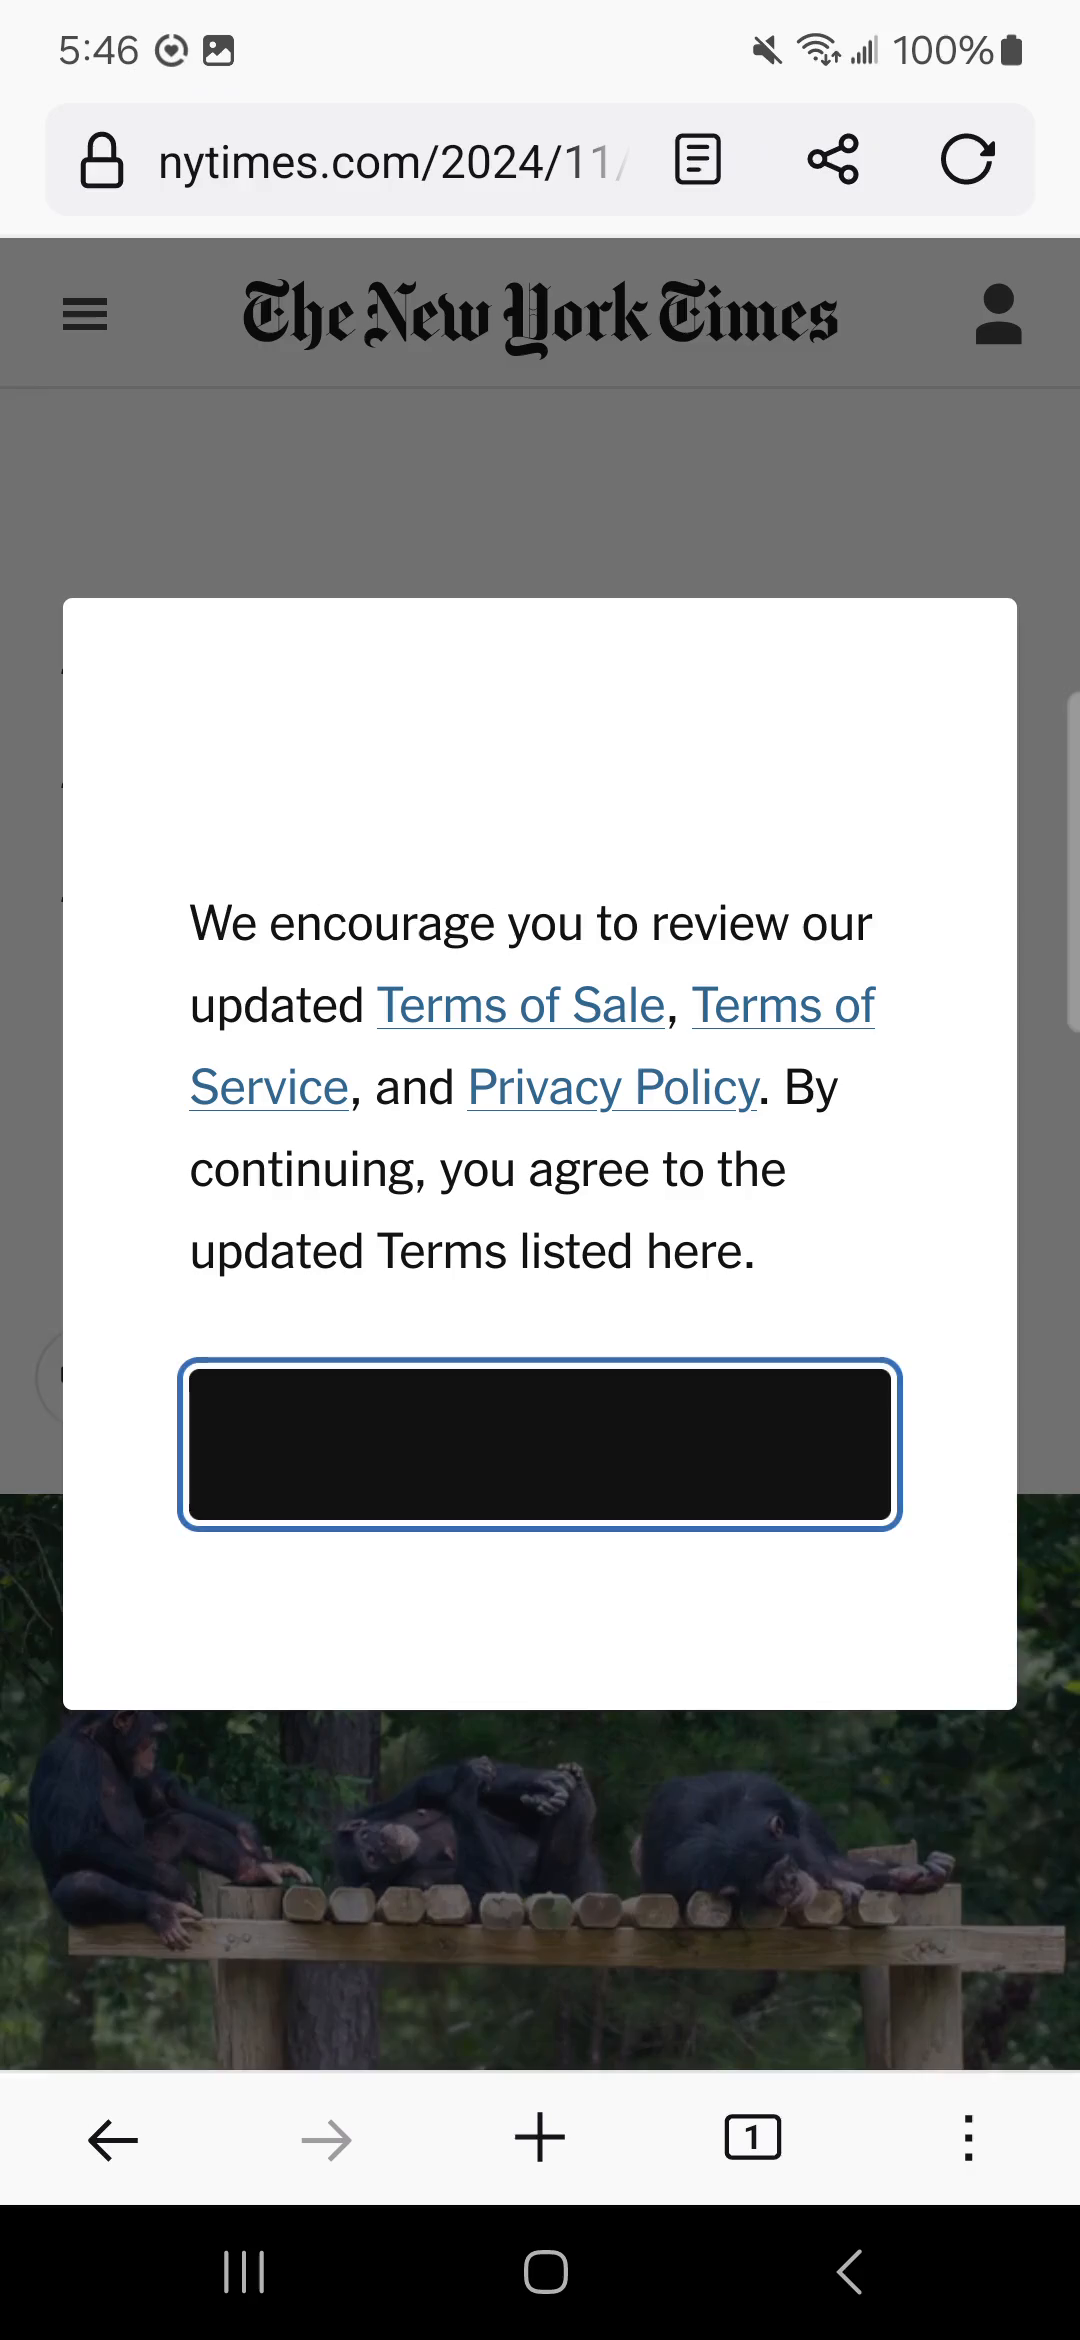 5:46
100%
nytimes.com/2024/11/
The New York Times
We encourage you to review our
updated Terms of Sale, Terms of
Service, and Privacy Policy. By
continuing, you agree to the
updated Terms listed here.
1